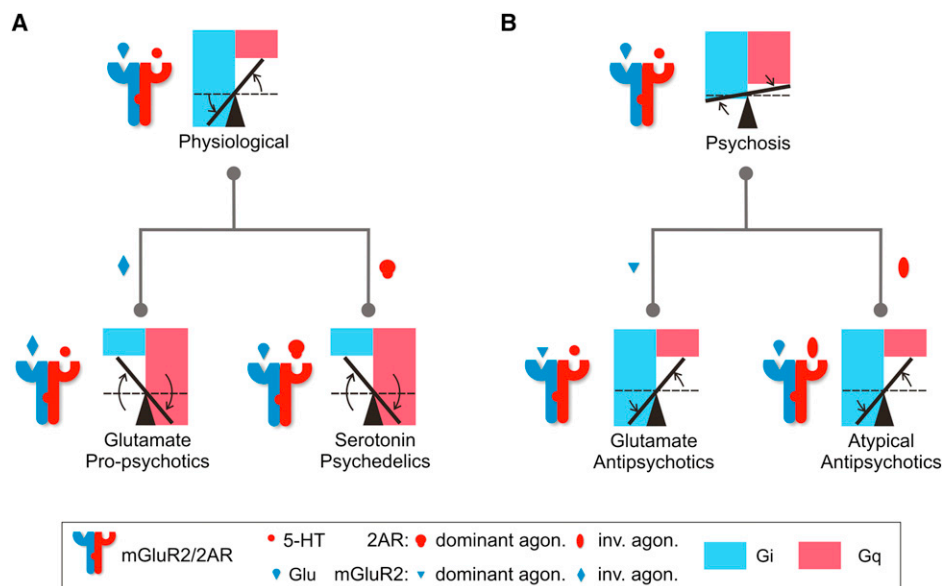 A
B
Physiological
Psychosis
Glutamate
Pro-psychotics
Serotonin
Psychedelics
Glutamate
Antipsychotics
Atypical
Antipsychotics
mGluR2/2AR
5-HT
2AR: dominant agon. inv. agon.
Glu
mGluR2: dominant agon. inv. agon.
Gi
Gq